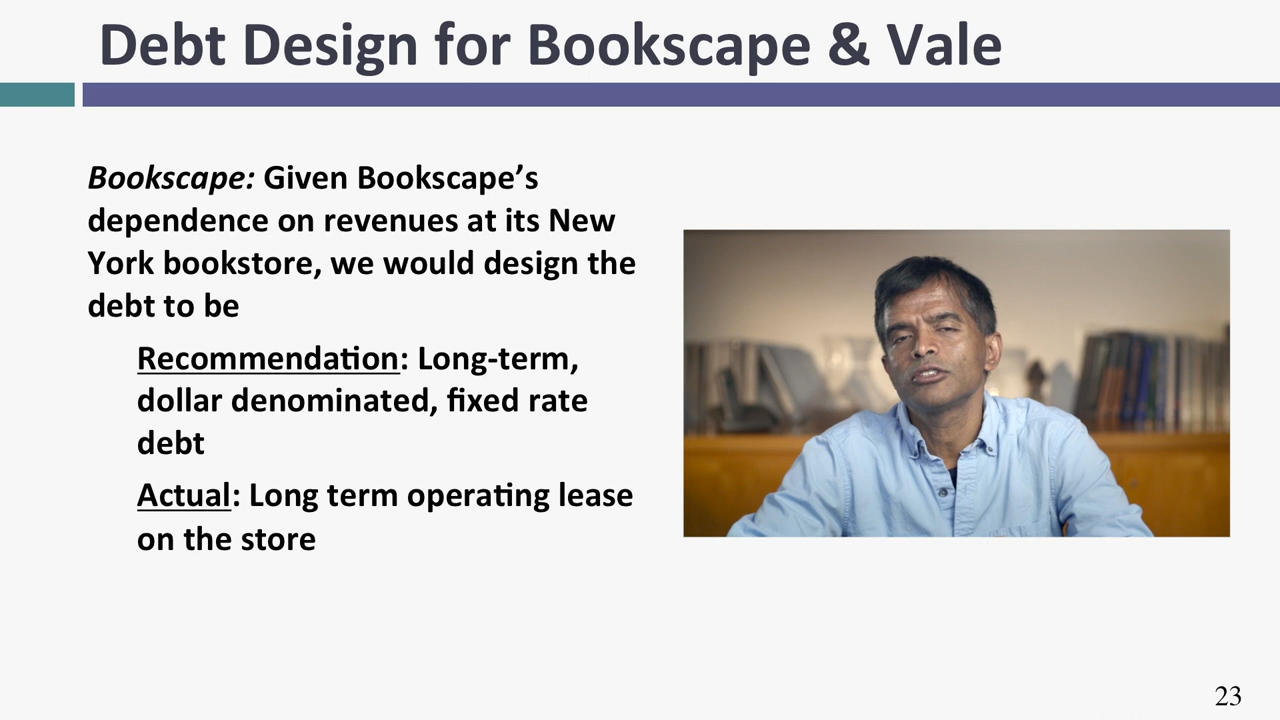 Debt Design for Bookscape & Vale
Bookscape: Given Bookscape’s
dependence on revenues at its New
York bookstore, we would design the
debt to be
Recommendation: Long-term,
dollar denominated, fixed rate
debt
Actual: Long term operating lease
on the store
23